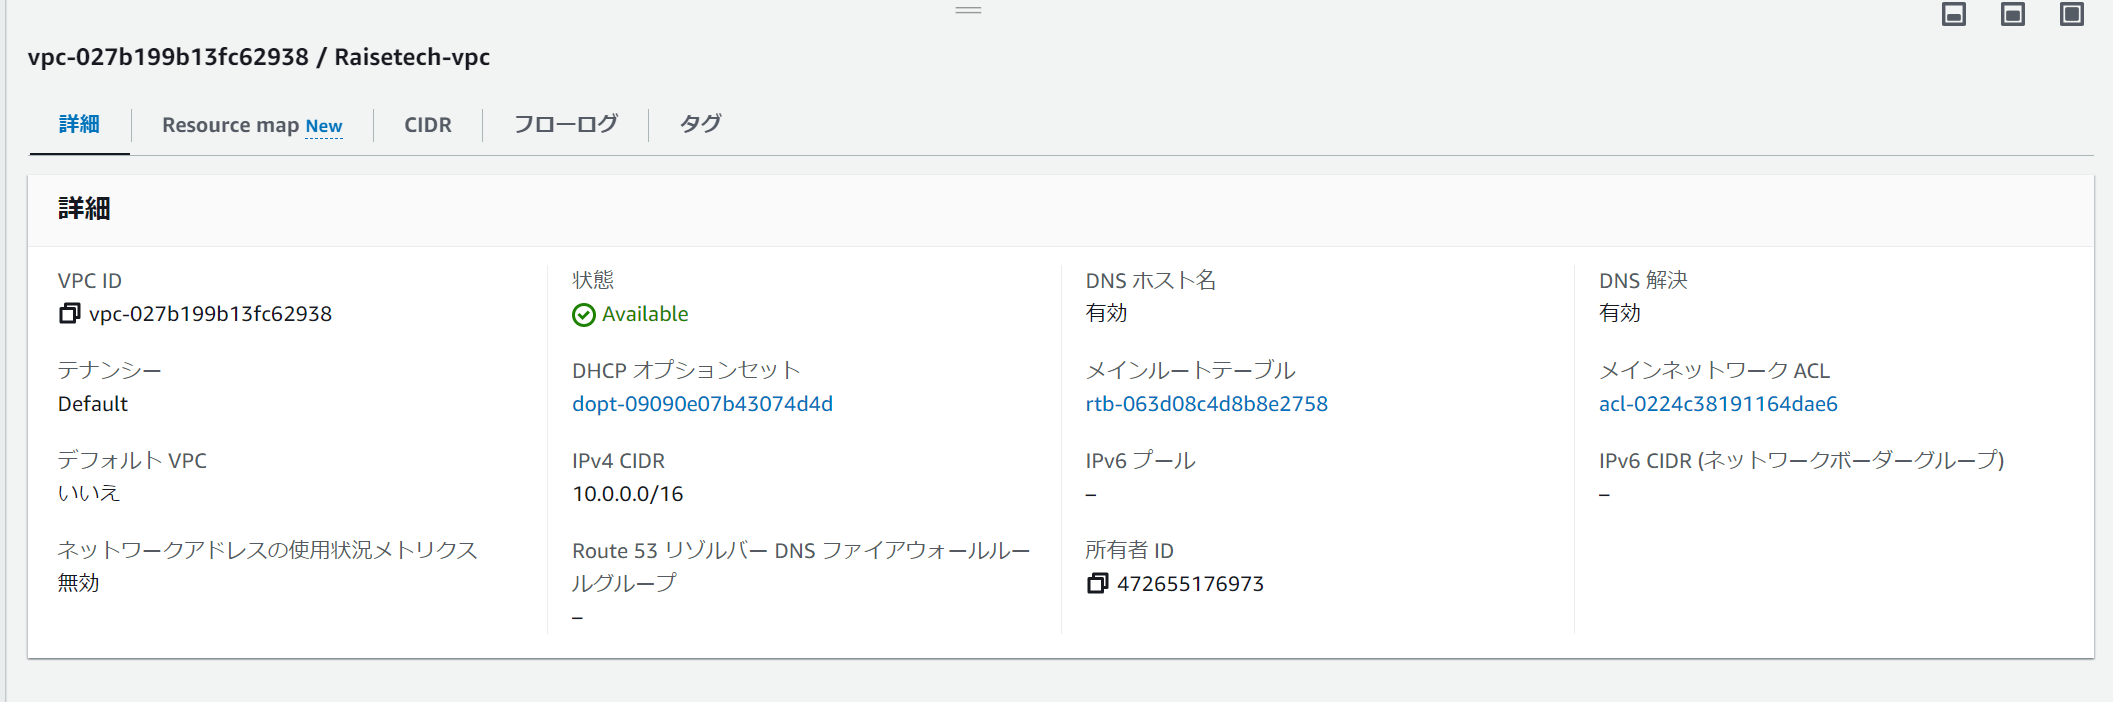 vpc-027b199b13fc62938 / Raisetech-vpc
詳細 Resource map New CIDR フローログ タグ
詳細
VPC ID
vpc-027b199b13fc62938
状態
Available
DNS ホスト名
有効
DNS 解決
有効
テナンシー
Default
DHCP オプションセット
dopt-09090e07b43074d4d
メインルートテーブル
rtb-063d08c4d8b8e2758
メインネットワーク ACL
acl-0224c38191164dae6
デフォルト VPC
いいえ
IPv4 CIDR
10.0.0.0/16
IPv6 プール
–
IPv6 CIDR (ネットワークボーダーグループ)
–
ネットワークアドレスの使用状況メトリクス
無効
Route 53 リゾルバー DNS ファイアウォールルー
ルグループ
–
所有者 ID
472655176973